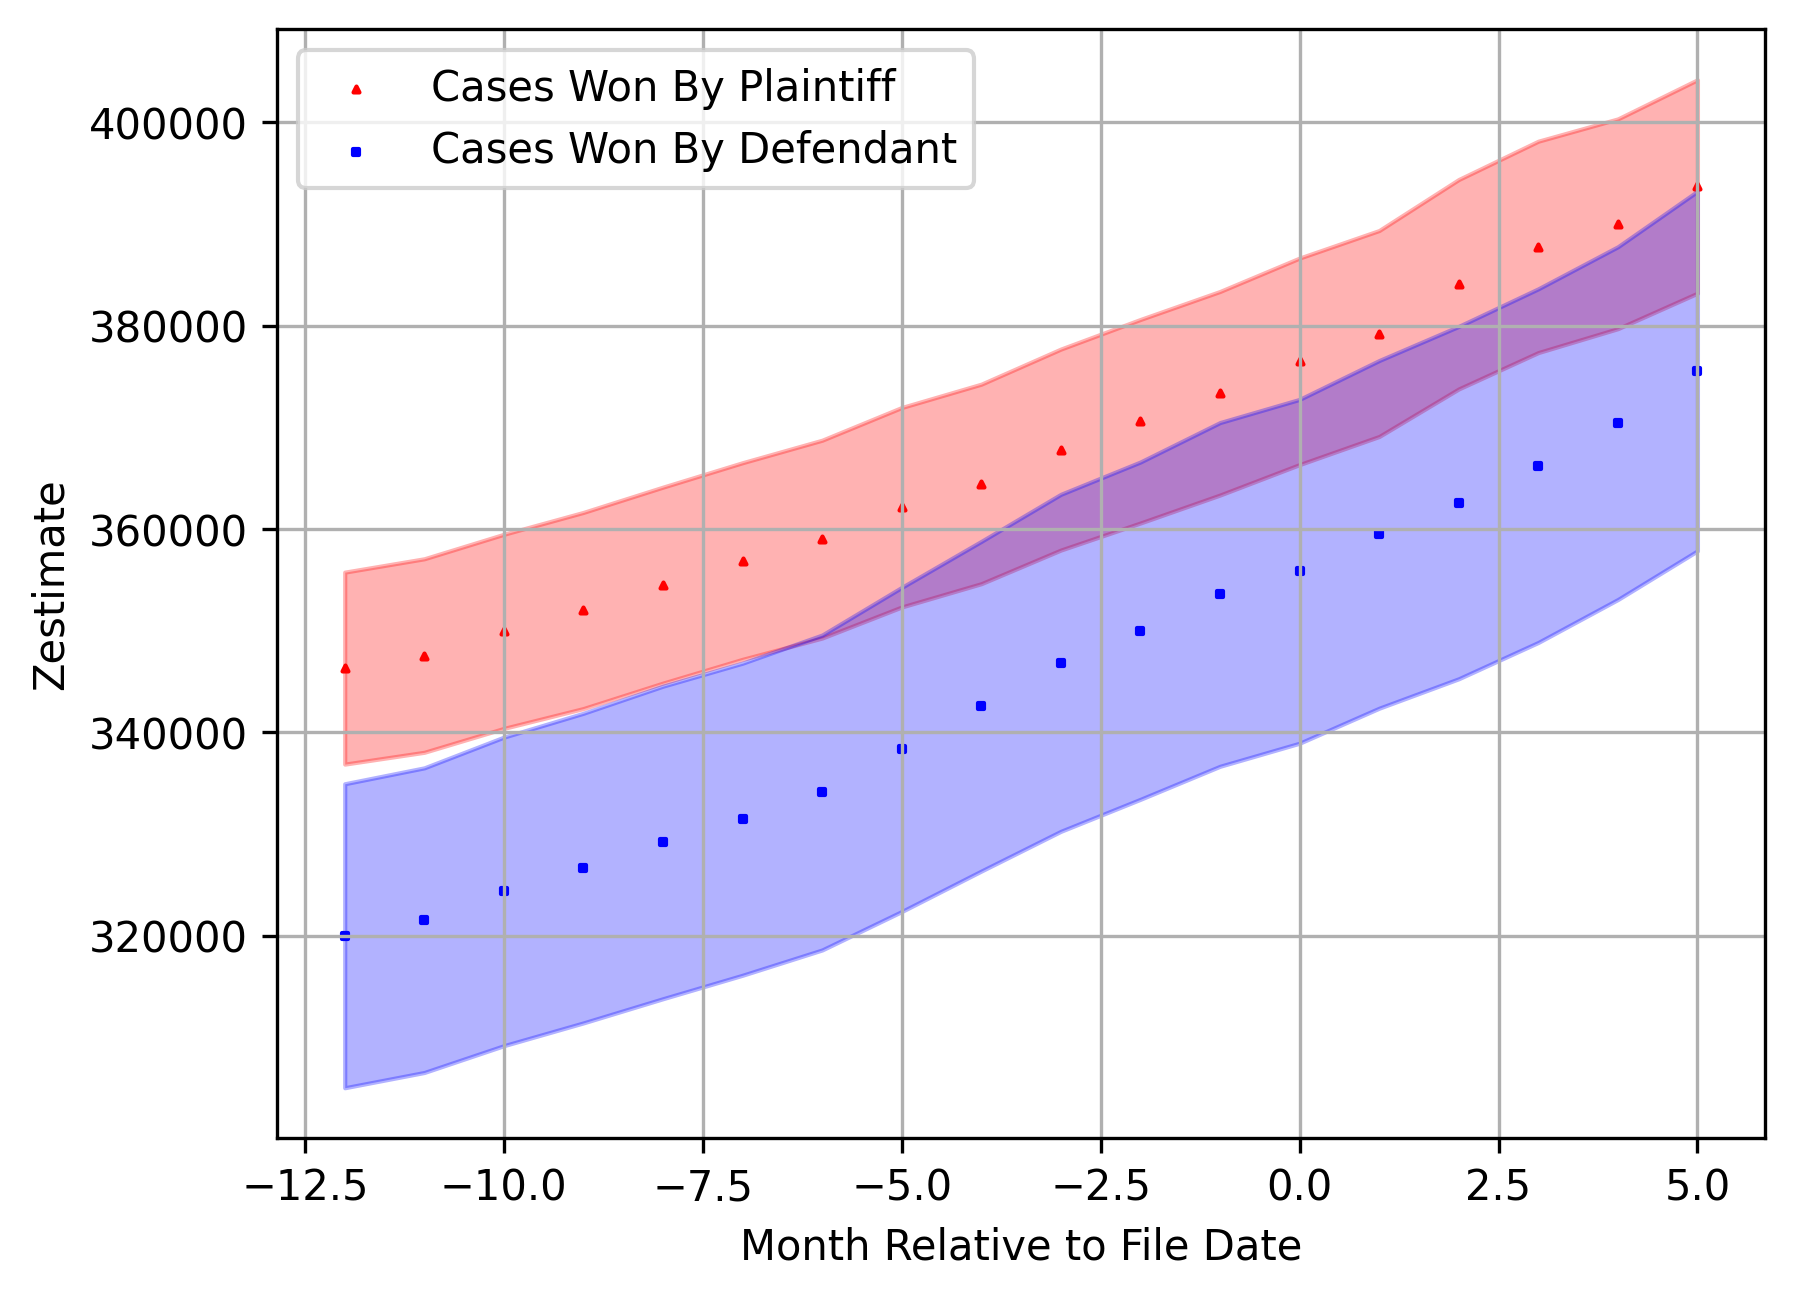 Cases Won By Plaintiff
Cases Won By Defendant
400000
380000
360000
340000
320000
Zestimate
−12.5 −10.0 −7.5 −5.0 −2.5 0.0 2.5 5.0
Month Relative to File Date